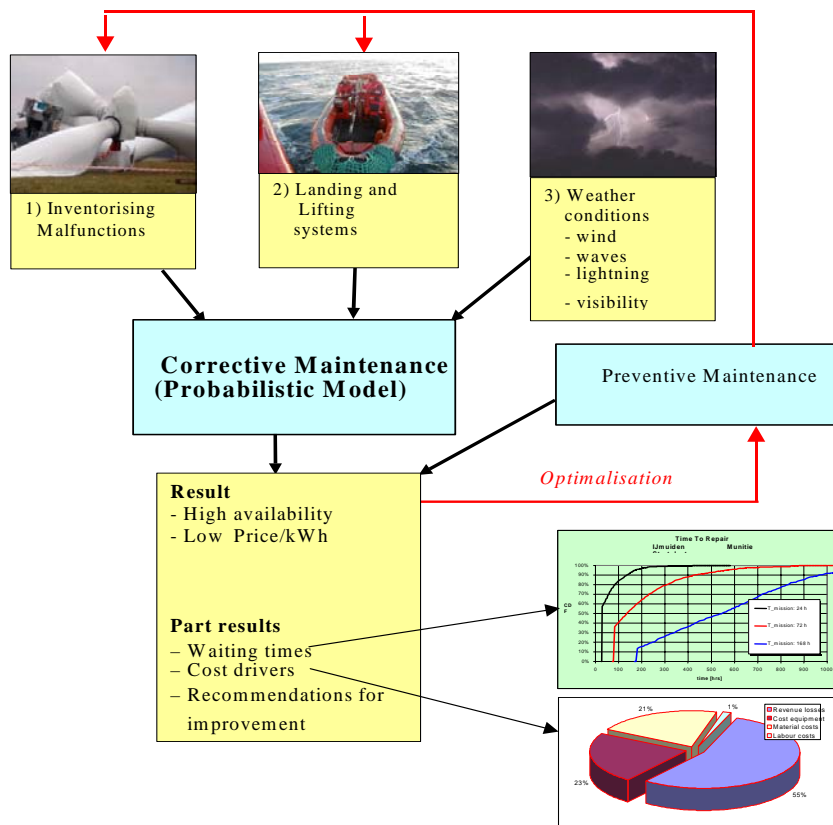 1) Inventorising
Malfunctions
2) Landing and
Lifting
systems
3) Weather
conditions
- wind
- waves
- lightning
- visibility
Corrective Maintenance
(Probabilistic Model)
Preventive Maintenance
Optimalisation
Result
- High availability
- Low Price/kWh
Part results
– Waiting times
– Cost drivers
– Recommendations for
improvement
Time To Repair
IJmuiden Munitie
100%
90%
80%
70%
60%
50%
40%
30%
20%
10%
0%
CD
F
T_mission: 24 h
T_mission: 72 h
T_mission: 168 h
0 100 200 300 400 500 600 700 800 900 1000
time [hrs]
21%
1%
23%
55%
Revenue losses
Cost equipment
Material costs
Labour costs